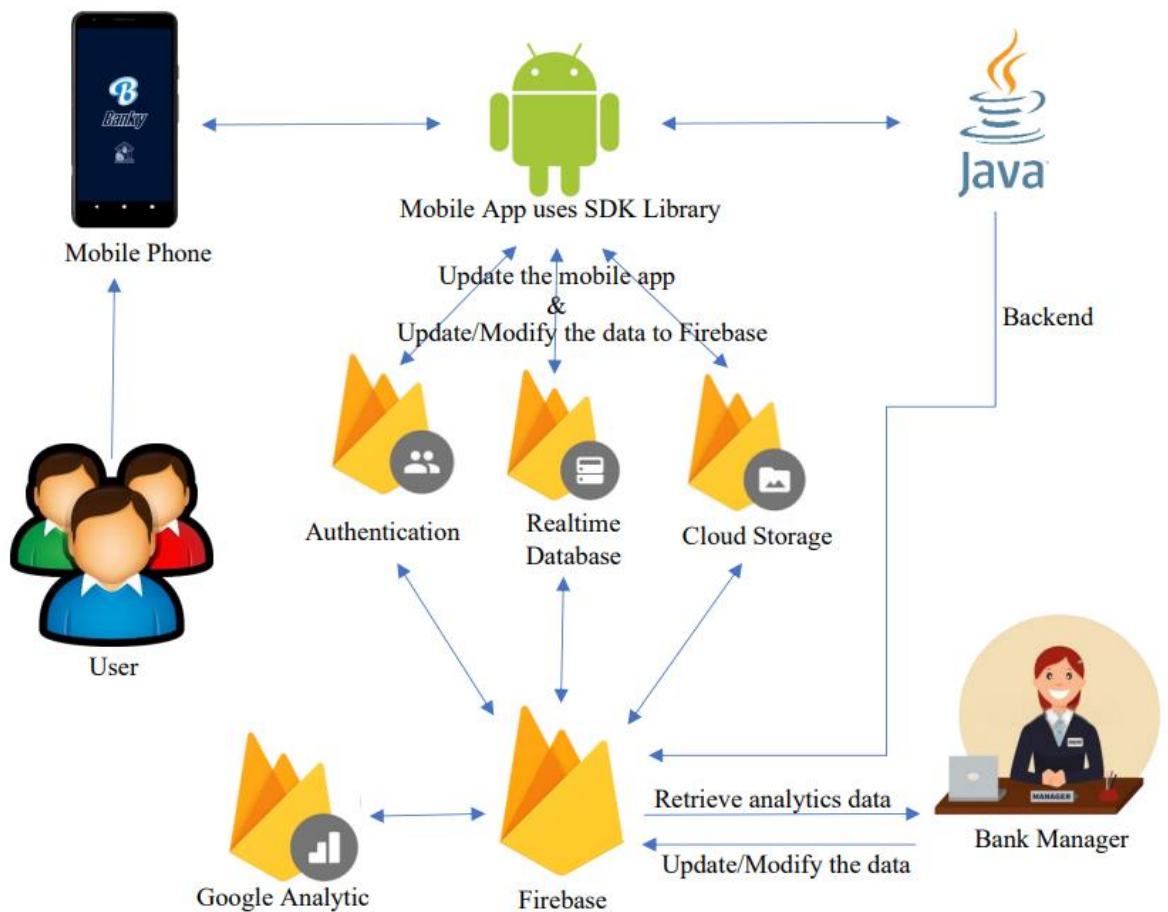 B
Banky
Java
Mobile App uses SDK Library
Mobile Phone
Update the mobile app
&
Update/Modify the data to Firebase
Backend
Authentication
Realtime
Database
Cloud Storage
User
MANAGER
Retrieve analytics data
Bank Manager
Update/Modify the data
Google Analytic
Firebase